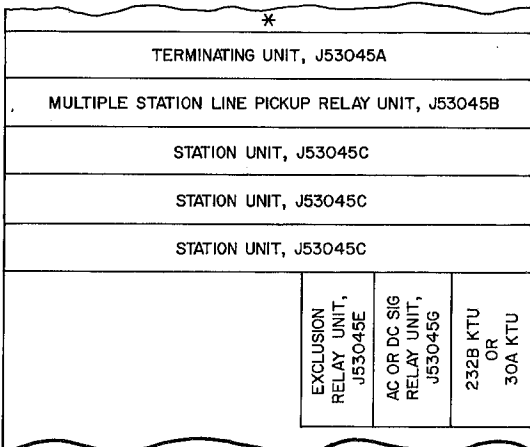 *
TERMINATING UNIT, J53045A
MULTIPLE STATION LINE PICKUP RELAY UNIT, J53045B
STATION UNIT, J53045C
STATION UNIT, J53045C
STATION UNIT, J53045C
EXCLUSION
RELAY UNIT,
J53045E
AC OR DC SIG
RELAY UNIT,
J53045G
232B KTU
OR
30A KTU